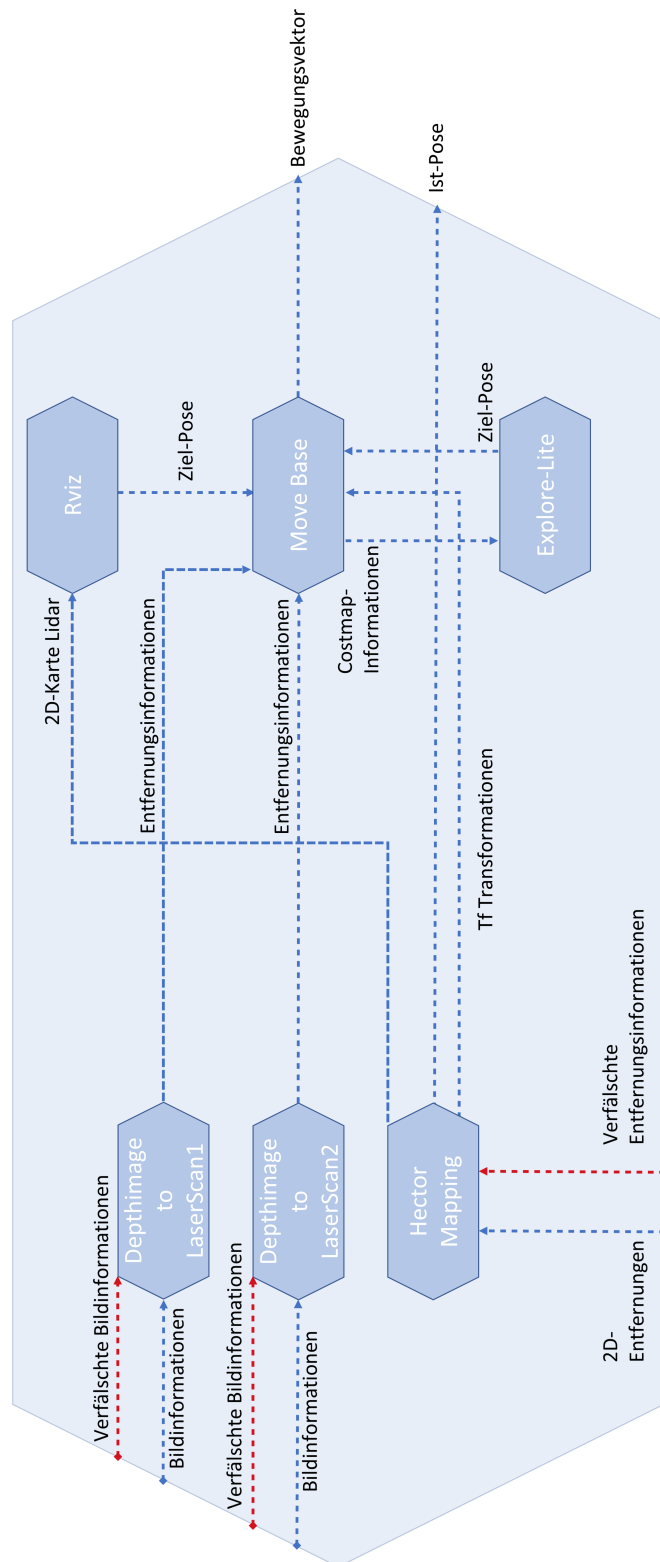 Verfälschte Bildinformationen
Bildinformationen
Depthimage
to
LaserScan1
2D-Karte Lidar
Entfernungsinformationen
Rviz
Ziel-Pose
Verfälschte Bildinformationen
Bildinformationen
Depthimage
to
LaserScan2
Entfernungsinformationen
Move Base
Bewegungsvektor
Costmap-
Informationen
Hector
Mapping
Tf Transformationen
Ziel-Pose
Explore-Lite
Ist-Pose
2D-
Entfernungen
Verfälschte
Entfernungsinformationen